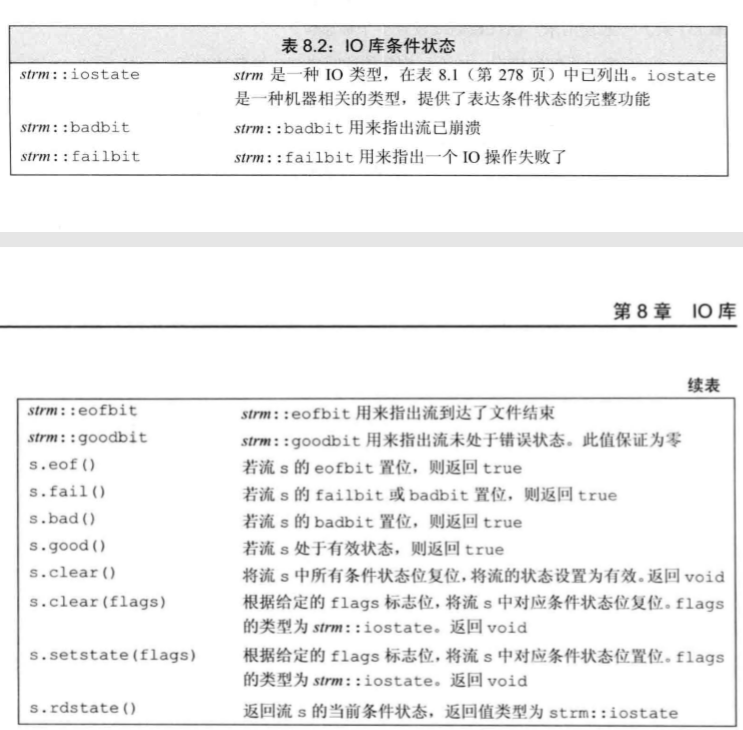 表 8.2：IO 库条件状态
strm::iostate strm 是一种 IO 类型，在表 8.1（第 278 页）中已列出。iostate
是一种机器相关的类型，提供了表达条件状态的完整功能
strm::badbit strm::badbit 用来指出流已崩溃
strm::failbit strm::failbit 用来指出一个 IO 操作失败了
第 8 章 IO 库
续表
strm::eofbit strm::eofbit 用来指出流到达了文件结束
strm::goodbit strm::goodbit 用来指出流未处于错误状态。此值保证为零
s.eof() 若流 s 的 eofbit 置位，则返回 true
s.fail() 若流 s 的 failbit 或 badbit 置位，则返回 true
s.bad() 若流 s 的 badbit 置位，则返回 true
s.good() 若流 s 处于有效状态，则返回 true
s.clear() 将流 s 中所有条件状态位复位，将流的状态设置为有效。返回 void
s.clear(flags) 根据给定的 flags 标志位，将流 s 中对应条件状态位复位。flags
的类型为 strm::iostate。返回 void
s.setstate(flags) 根据给定的 flags 标志位，将流 s 中对应条件状态位置位。flags
的类型为 strm::iostate。返回 void
s.rdstate() 返回流 s 的当前条件状态，返回值类型为 strm::iostate